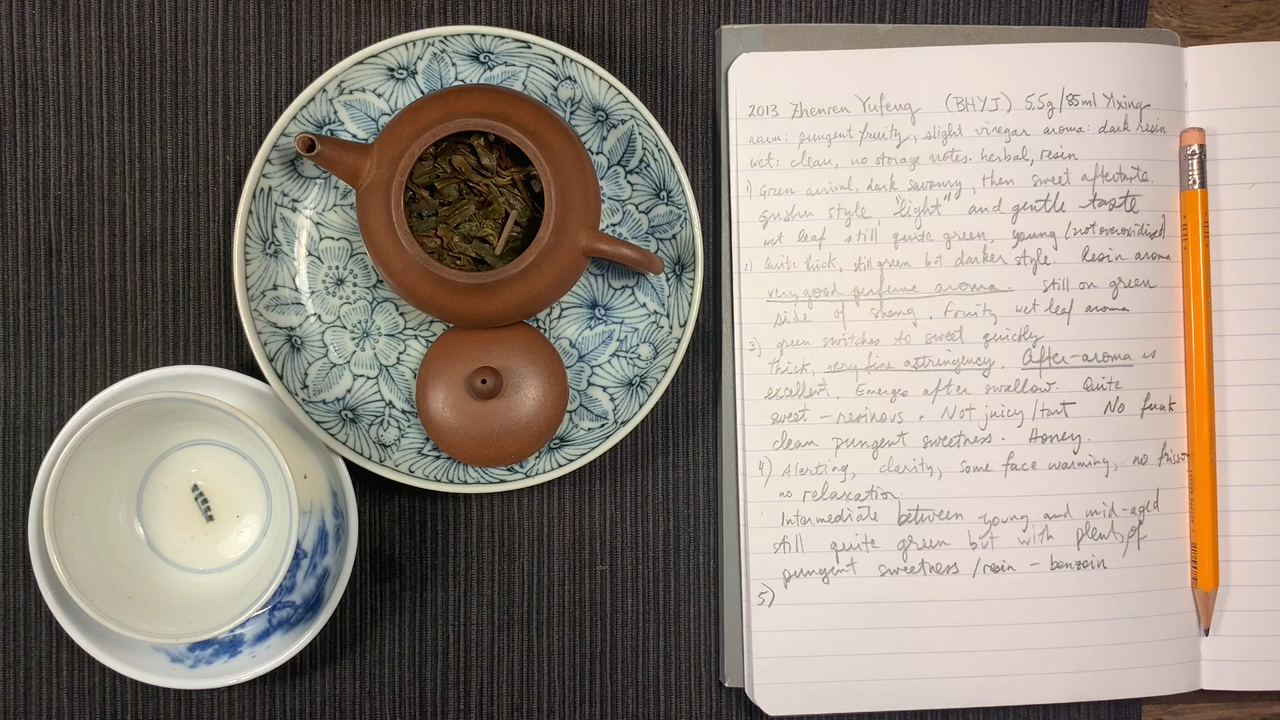 2013 Zhenren Yufeng (BHYJ) 5.5g/85ml Yixing
warm: pungent fruity, slight vinegar aroma: dark resin
wet: clean, no storage notes. herbal, resin
1) Green arrival, dark savoury, then sweet aftertaste.
gushu style, "light" and gentle taste
wet leaf still quite green, young (not overoxidised)
2) Quite thick, still green but darker style. Resin aroma
very good perfume aroma. still on green
side of sheng. Fruity wet leaf aroma
3) green switches to sweet quickly
Thick, very fine astringency. After-aroma is
excellent. Emerges after swallow. Quite
sweet - resinous. Not juicy/tart No funk
clean pungent sweetness. Honey.
4) Alerting, clarity, some face warming, no frisson
no relaxation.
Intermediate between young and mid-aged
still quite green but with plenty of
pungent sweetness /resin - benzoin
5)